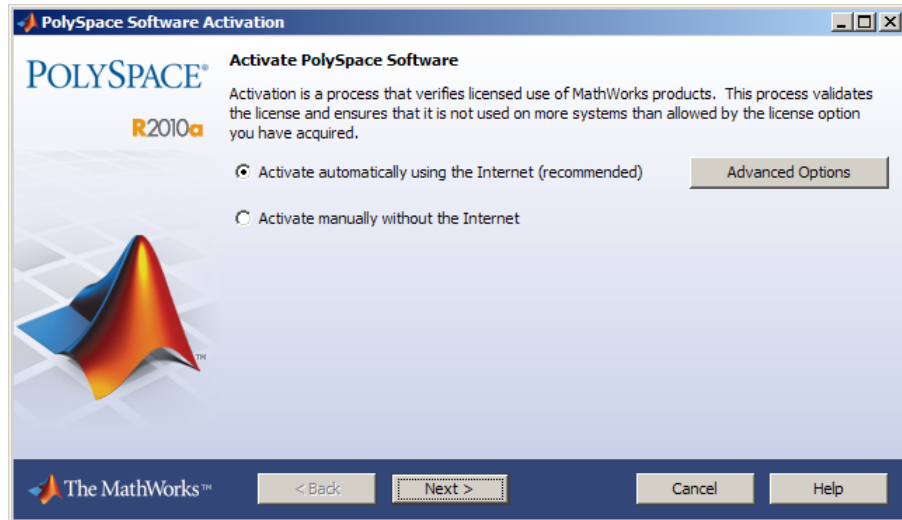 PolySpace Software Activation
POLYSPACE®
R2010a
Activate PolySpace Software
Activation is a process that verifies licensed use of MathWorks products. This process validates
the license and ensures that it is not used on more systems than allowed by the license option
you have acquired.
Activate automatically using the Internet (recommended)
Advanced Options
Activate manually without the Internet
TM
The MathWorks™
< Back
Next >
Cancel
Help